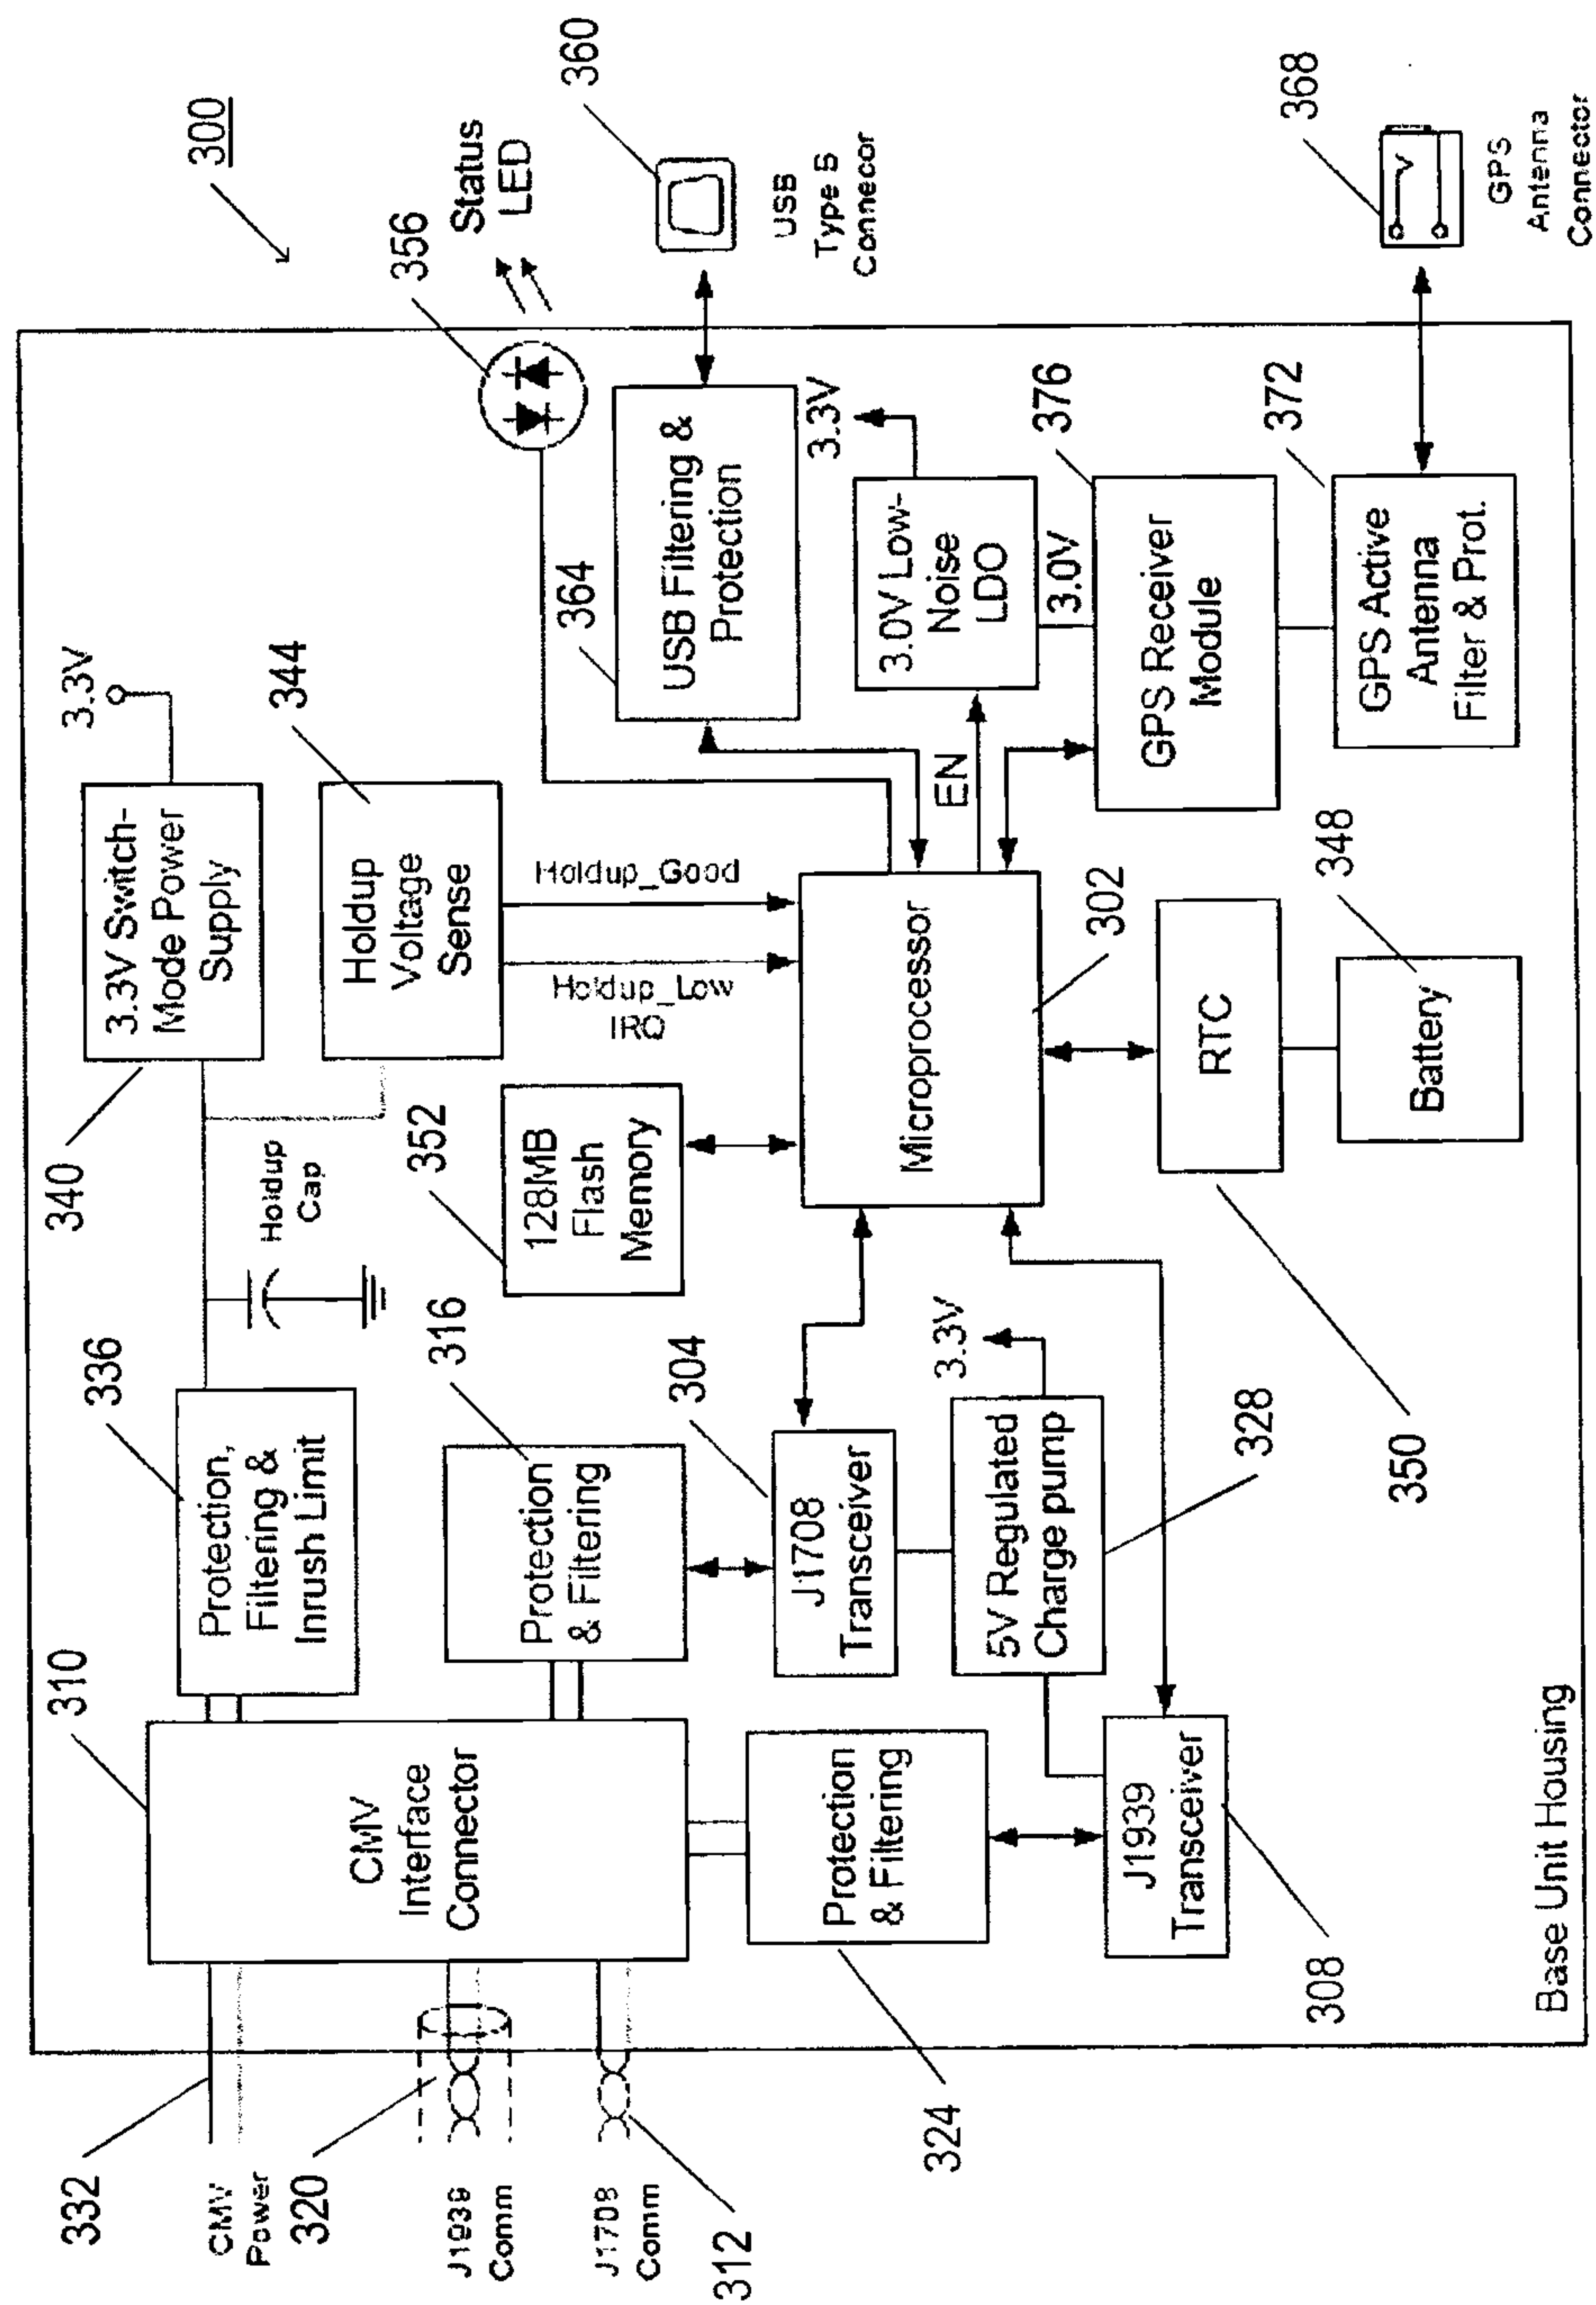 300
332
CMV
Power
320
J1939
Comm
J1708
Comm
312
310
CMV
Interface
Connector
336
Protection,
Filtering &
Inrush Limit
Holdup
Cap
340
3.3V Switch-
Mode Power
Supply
3.3V
344
Holdup
Voltage
Sense
Holdup_Good
Holdup_Low
IRQ
316
Protection
& Filtering
352
128MB
Flash
Memory
356
Status
LED
360
USB
Type B
Connecor
364
USB Filtering &
Protection
304
J1708
Transceiver
Microprocessor
302
EN
3.3V
3.0V Low-
Noise
LDO
3.0V
376
GPS Receiver
Module
372
GPS Active
Antenna
Filter & Prot.
368
GPS
Antenna
Connector
324
Protection
& Filtering
3.3V
5V Regulated
Charge pump
328
J1939
Transceiver
308
RTC
350
348
Battery
Base Unit Housing